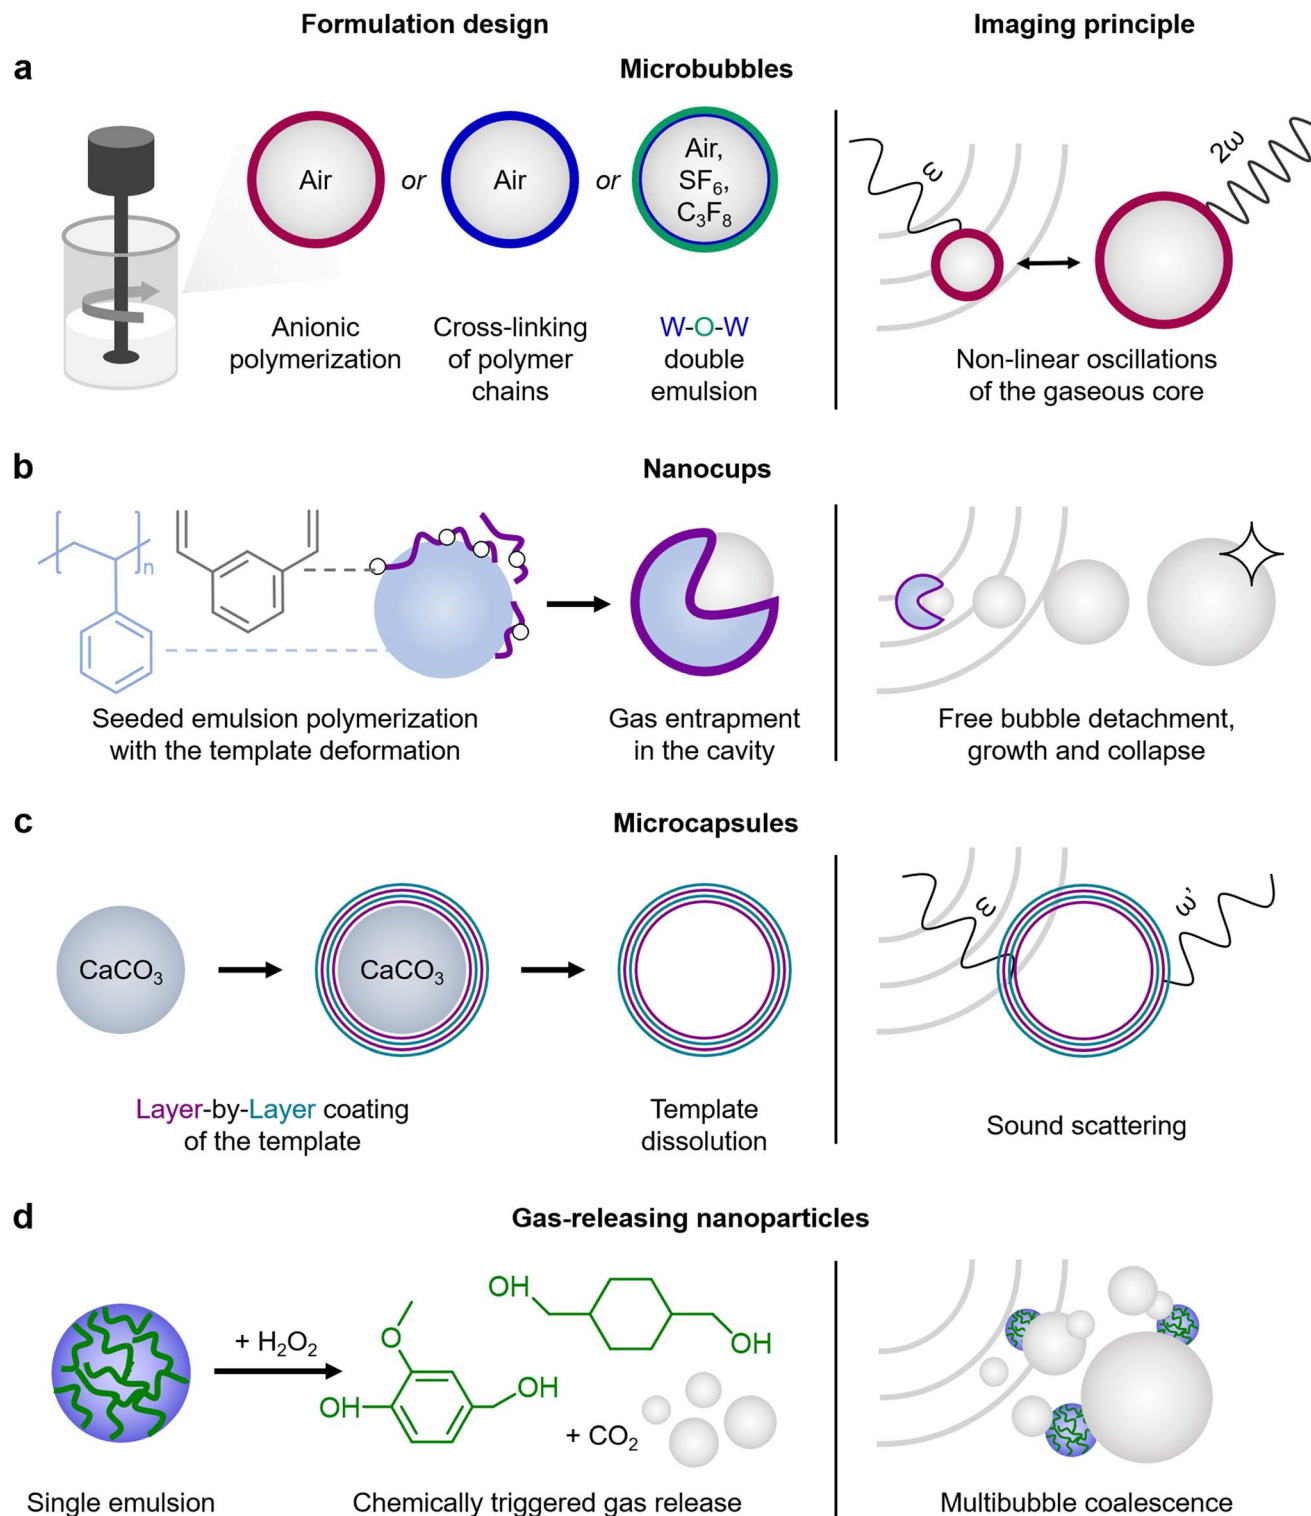 Formulation design
Imaging principle
a
Microbubbles
Air
or
Air
or
Air,
SF₆,
C₃F₈
ω
2ω
Anionic
polymerization
Cross-linking
of polymer
chains
W-O-W
double
emulsion
Non-linear oscillations
of the gaseous core
b
Nanocups
n
Seeded emulsion polymerization
with the template deformation
Gas entrapment
in the cavity
Free bubble detachment,
growth and collapse
c
Microcapsules
CaCO₃
CaCO₃
ω
ω'
Layer-by-Layer coating
of the template
Template
dissolution
Sound scattering
d
Gas-releasing nanoparticles
+ H₂O₂
OH
OH
O
OH
OH
+ CO₂
Single emulsion
Chemically triggered gas release
Multibubble coalescence